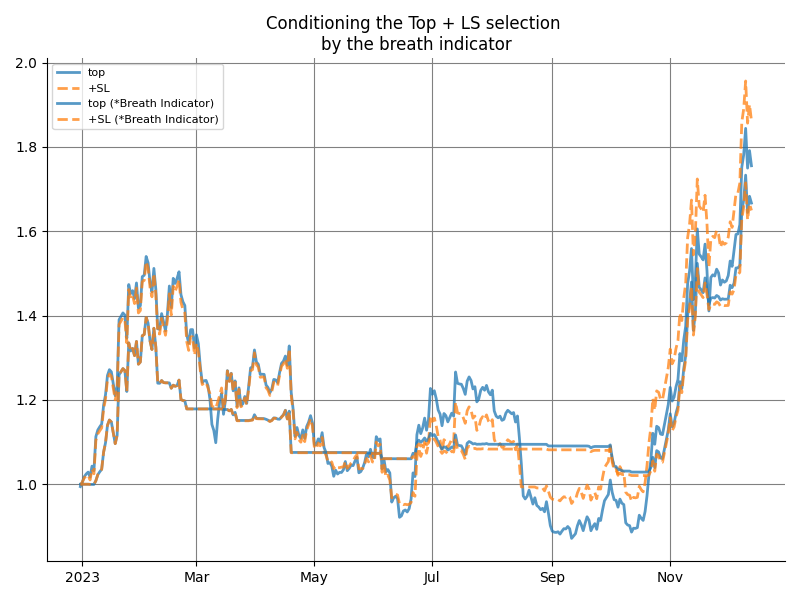 Conditioning the Top + LS selection
by the breath indicator
top
+SL
top (*Breath Indicator)
+SL (*Breath Indicator)
2.0
1.8
1.6
1.4
1.2
1.0
2023
Mar
May
Jul
Sep
Nov